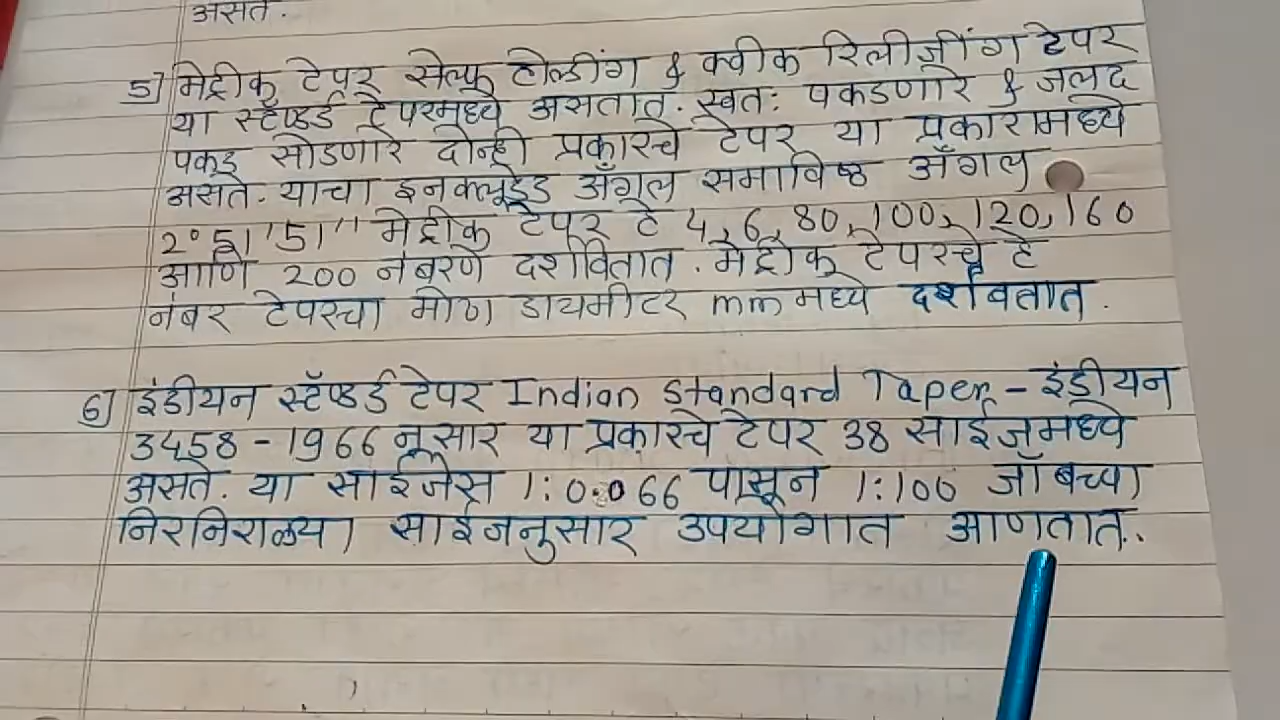 असत.
5] मेट्रीक टेपर सेल्फ होल्डींग & क्वीक रिलीजींग टेपर
या स्टॅण्डर्ड टेपरमध्ये असतात. स्वतः पकडणारे & जलद
पकड सोडणारे दोन्ही प्रकारचे टेपर या प्रकारामध्ये
असते. याचा इनक्लूडेड अँगल समाविष्ठ अँगल
2° 51' 51'' मेट्रीक टेपर हे 4, 6, 80, 100, 120, 160
आणि 200 नंबरणे दर्शवितात. मेट्रीक टेपरचे हे
नंबर टेपरचा मोठा डायमीटर mm मध्ये दर्शवतात.
6] इंडीयन स्टॅण्डर्ड टेपर Indian Standard Taper - इंडीयन
3458 - 1966 नुसार या प्रकारचे टेपर 38 साईजमध्ये
असते. या साईजेस 1:0.066 पासून 1:100 जॉबच्या
निरनिराळ्या साईजनुसार उपयोगात आणतात.